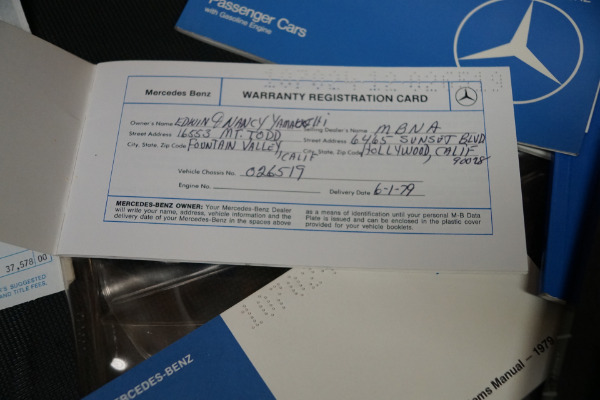 Passenger Cars
with Gasoline Engine
Mercedes Benz
WARRANTY REGISTRATION CARD
Owner's Name EDWIN & NANCY
Selling Dealer's Name MBNA
Street Address 16553 MT. TODD
Street Address 6465 SUNSET BLVD
City, State, Zip Code FOUNTAIN VALLEY, CALIF
City, State, Zip Code HOLLYWOOD, CALIF 90028
Vehicle Chassis No. 026519
Engine No.
Delivery Date 6-1-79
MERCEDES-BENZ OWNER: Your Mercedes-Benz Dealer
will write your name, address, vehicle information and the
delivery date of your Mercedes-Benz in the spaces above
as a means of identification until your personal M-B Data
Plate is issued and can be enclosed in the plastic cover
provided for your vehicle booklets.
37,578 00
SUGGESTED
AND TITLE FEES.
MERCEDES-BENZ
ems Manual — 1979